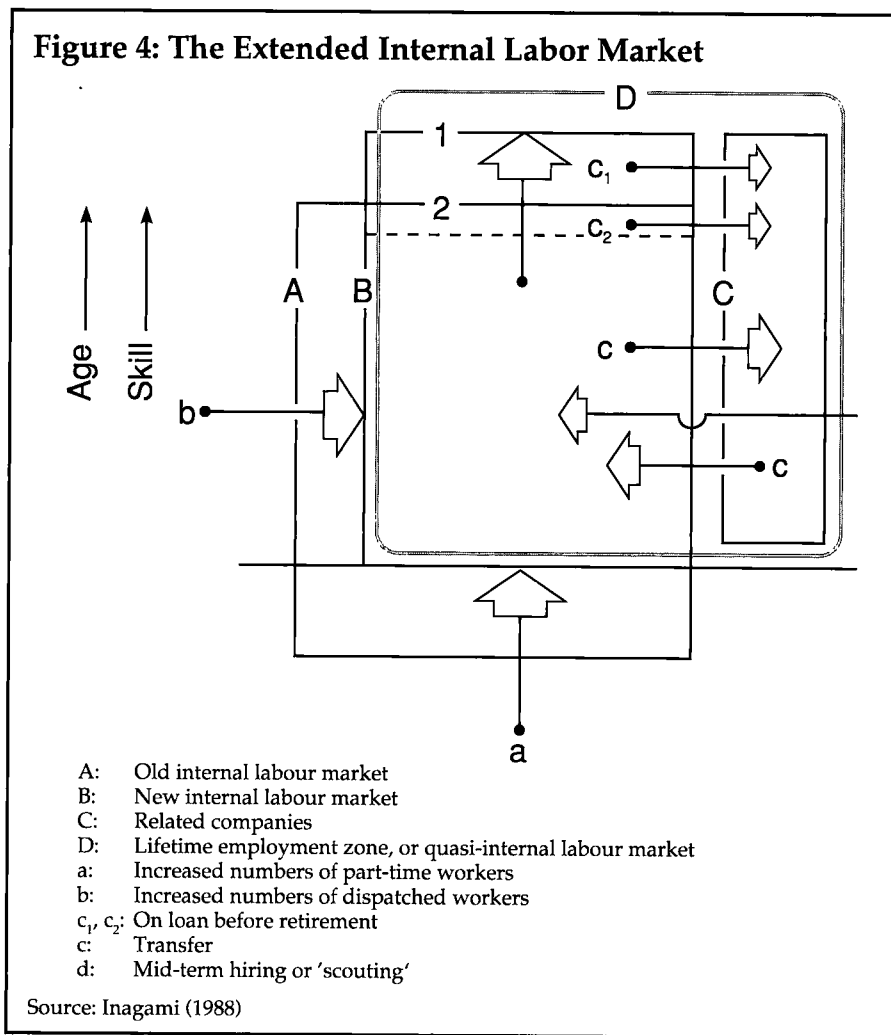 Figure 4: The Extended Internal Labor Market
D
1
c₁
2
c₂
A
B
C
Age
Skill
c
b
c
a
A: Old internal labour market
B: New internal labour market
C: Related companies
D: Lifetime employment zone, or quasi-internal labour market
a: Increased numbers of part-time workers
b: Increased numbers of dispatched workers
c₁, c₂: On loan before retirement
c: Transfer
d: Mid-term hiring or 'scouting'
Source: Inagami (1988)